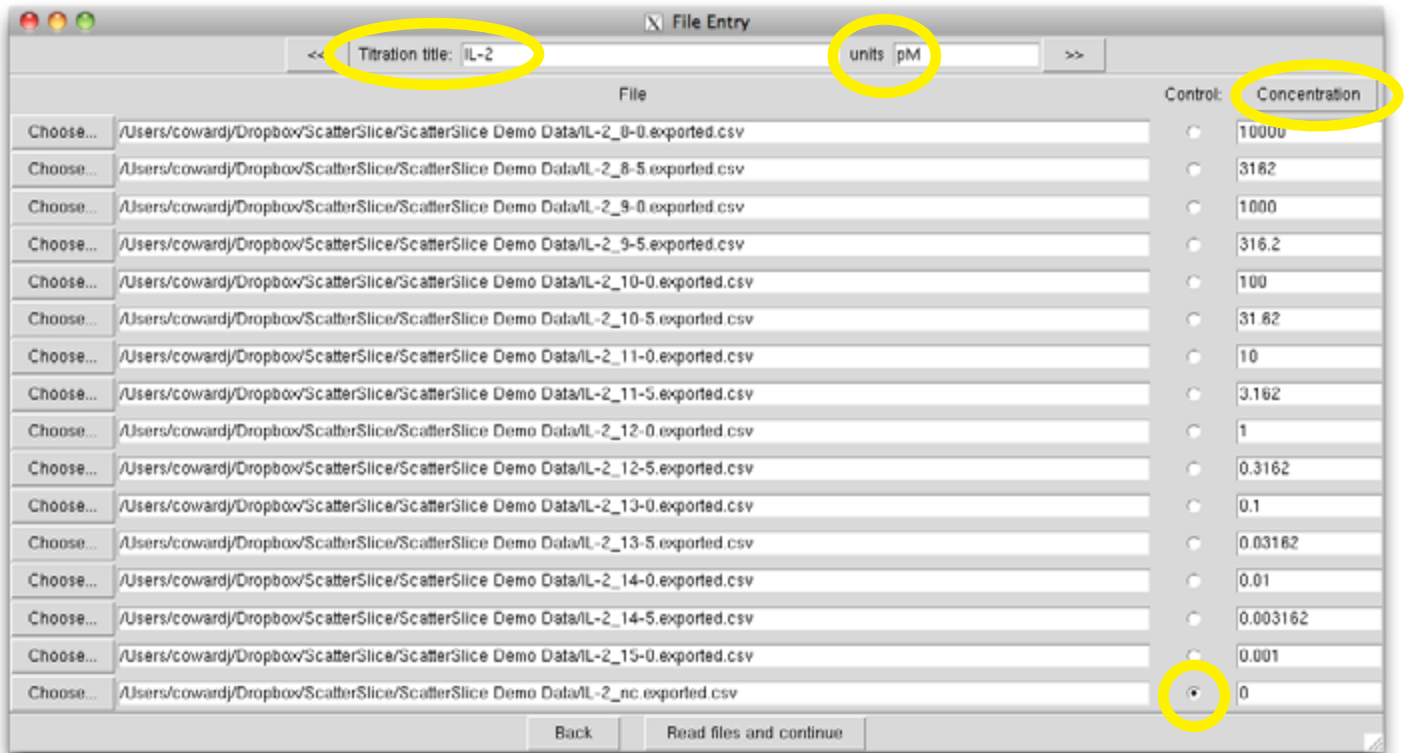 X File Entry
<< Titration title: IL-2 units pM >>
File Control: Concentration
Choose... /Users/cowardj/Dropbox/ScatterSlice/ScatterSlice Demo Data/IL-2_8-0.exported.csv 10000
Choose... /Users/cowardj/Dropbox/ScatterSlice/ScatterSlice Demo Data/IL-2_8-5.exported.csv 3162
Choose... /Users/cowardj/Dropbox/ScatterSlice/ScatterSlice Demo Data/IL-2_9-0.exported.csv 1000
Choose... /Users/cowardj/Dropbox/ScatterSlice/ScatterSlice Demo Data/IL-2_9-5.exported.csv 316.2
Choose... /Users/cowardj/Dropbox/ScatterSlice/ScatterSlice Demo Data/IL-2_10-0.exported.csv 100
Choose... /Users/cowardj/Dropbox/ScatterSlice/ScatterSlice Demo Data/IL-2_10-5.exported.csv 31.62
Choose... /Users/cowardj/Dropbox/ScatterSlice/ScatterSlice Demo Data/IL-2_11-0.exported.csv 10
Choose... /Users/cowardj/Dropbox/ScatterSlice/ScatterSlice Demo Data/IL-2_11-5.exported.csv 3.162
Choose... /Users/cowardj/Dropbox/ScatterSlice/ScatterSlice Demo Data/IL-2_12-0.exported.csv 1
Choose... /Users/cowardj/Dropbox/ScatterSlice/ScatterSlice Demo Data/IL-2_12-5.exported.csv 0.3162
Choose... /Users/cowardj/Dropbox/ScatterSlice/ScatterSlice Demo Data/IL-2_13-0.exported.csv 0.1
Choose... /Users/cowardj/Dropbox/ScatterSlice/ScatterSlice Demo Data/IL-2_13-5.exported.csv 0.03162
Choose... /Users/cowardj/Dropbox/ScatterSlice/ScatterSlice Demo Data/IL-2_14-0.exported.csv 0.01
Choose... /Users/cowardj/Dropbox/ScatterSlice/ScatterSlice Demo Data/IL-2_14-5.exported.csv 0.003162
Choose... /Users/cowardj/Dropbox/ScatterSlice/ScatterSlice Demo Data/IL-2_15-0.exported.csv 0.001
Choose... /Users/cowardj/Dropbox/ScatterSlice/ScatterSlice Demo Data/IL-2_nc.exported.csv 0
Back Read files and continue